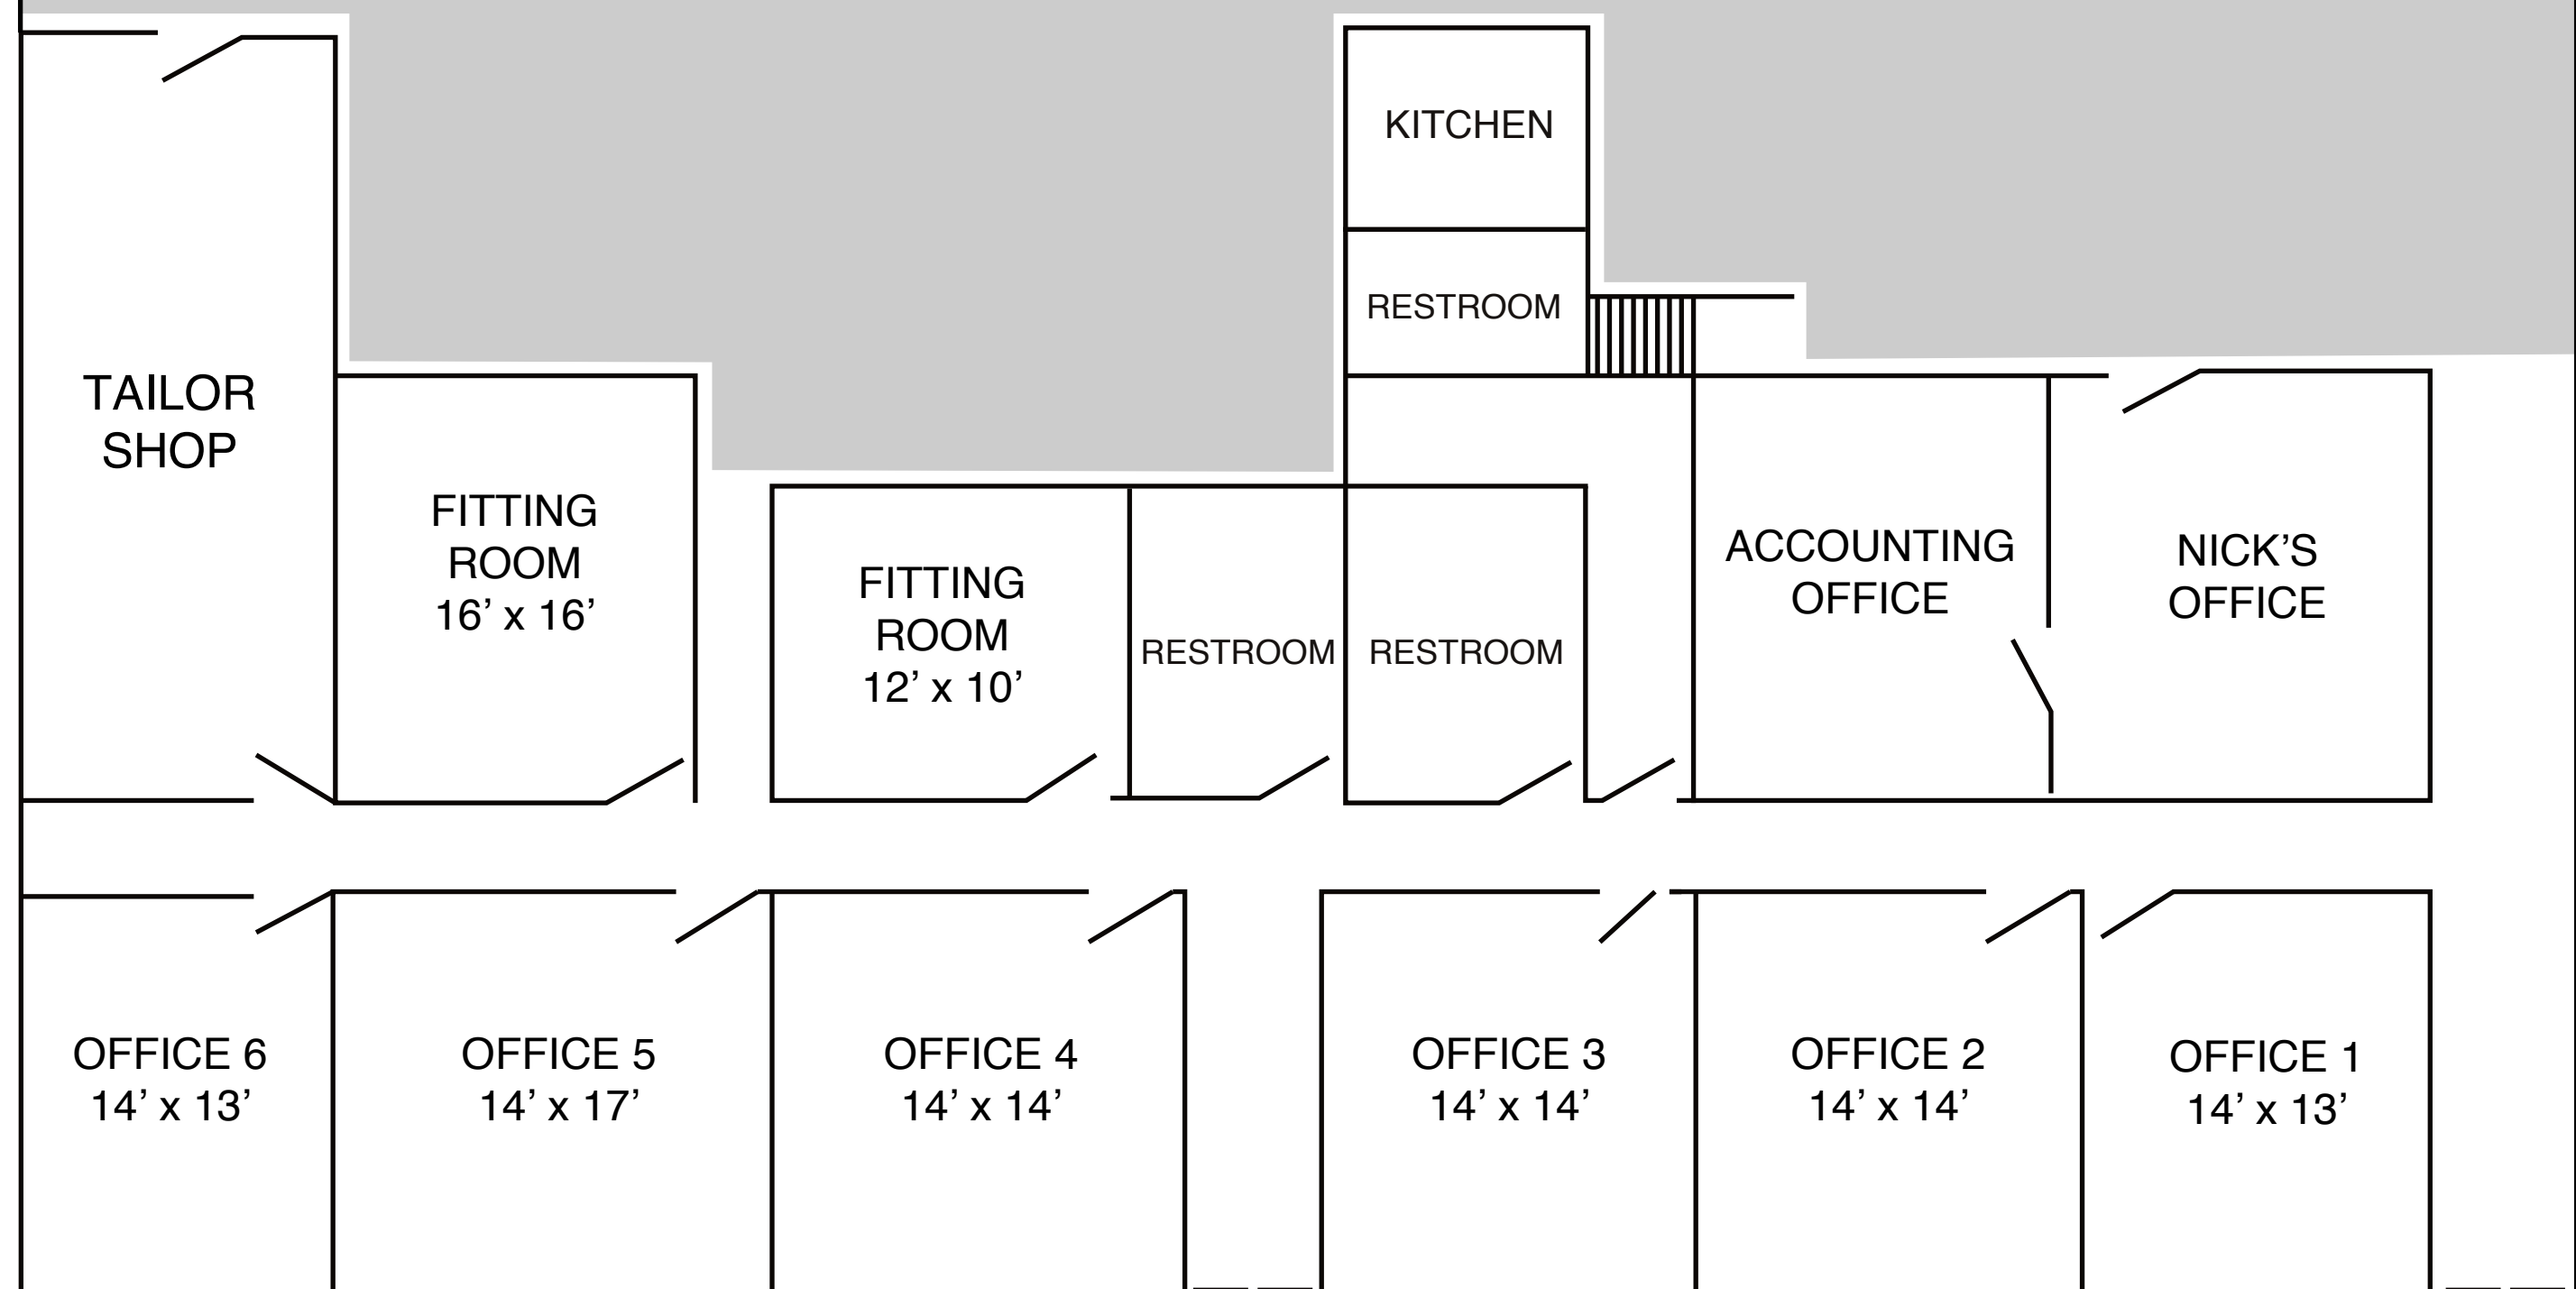 KITCHEN
RESTROOM
TAILOR
SHOP
FITTING
ROOM
16’ x 16’
FITTING
ROOM
12’ x 10’
RESTROOM
RESTROOM
ACCOUNTING
OFFICE
NICK’S
OFFICE
OFFICE 6
14’ x 13’
OFFICE 5
14’ x 17’
OFFICE 4
14’ x 14’
OFFICE 3
14’ x 14’
OFFICE 2
14’ x 14’
OFFICE 1
14’ x 13’